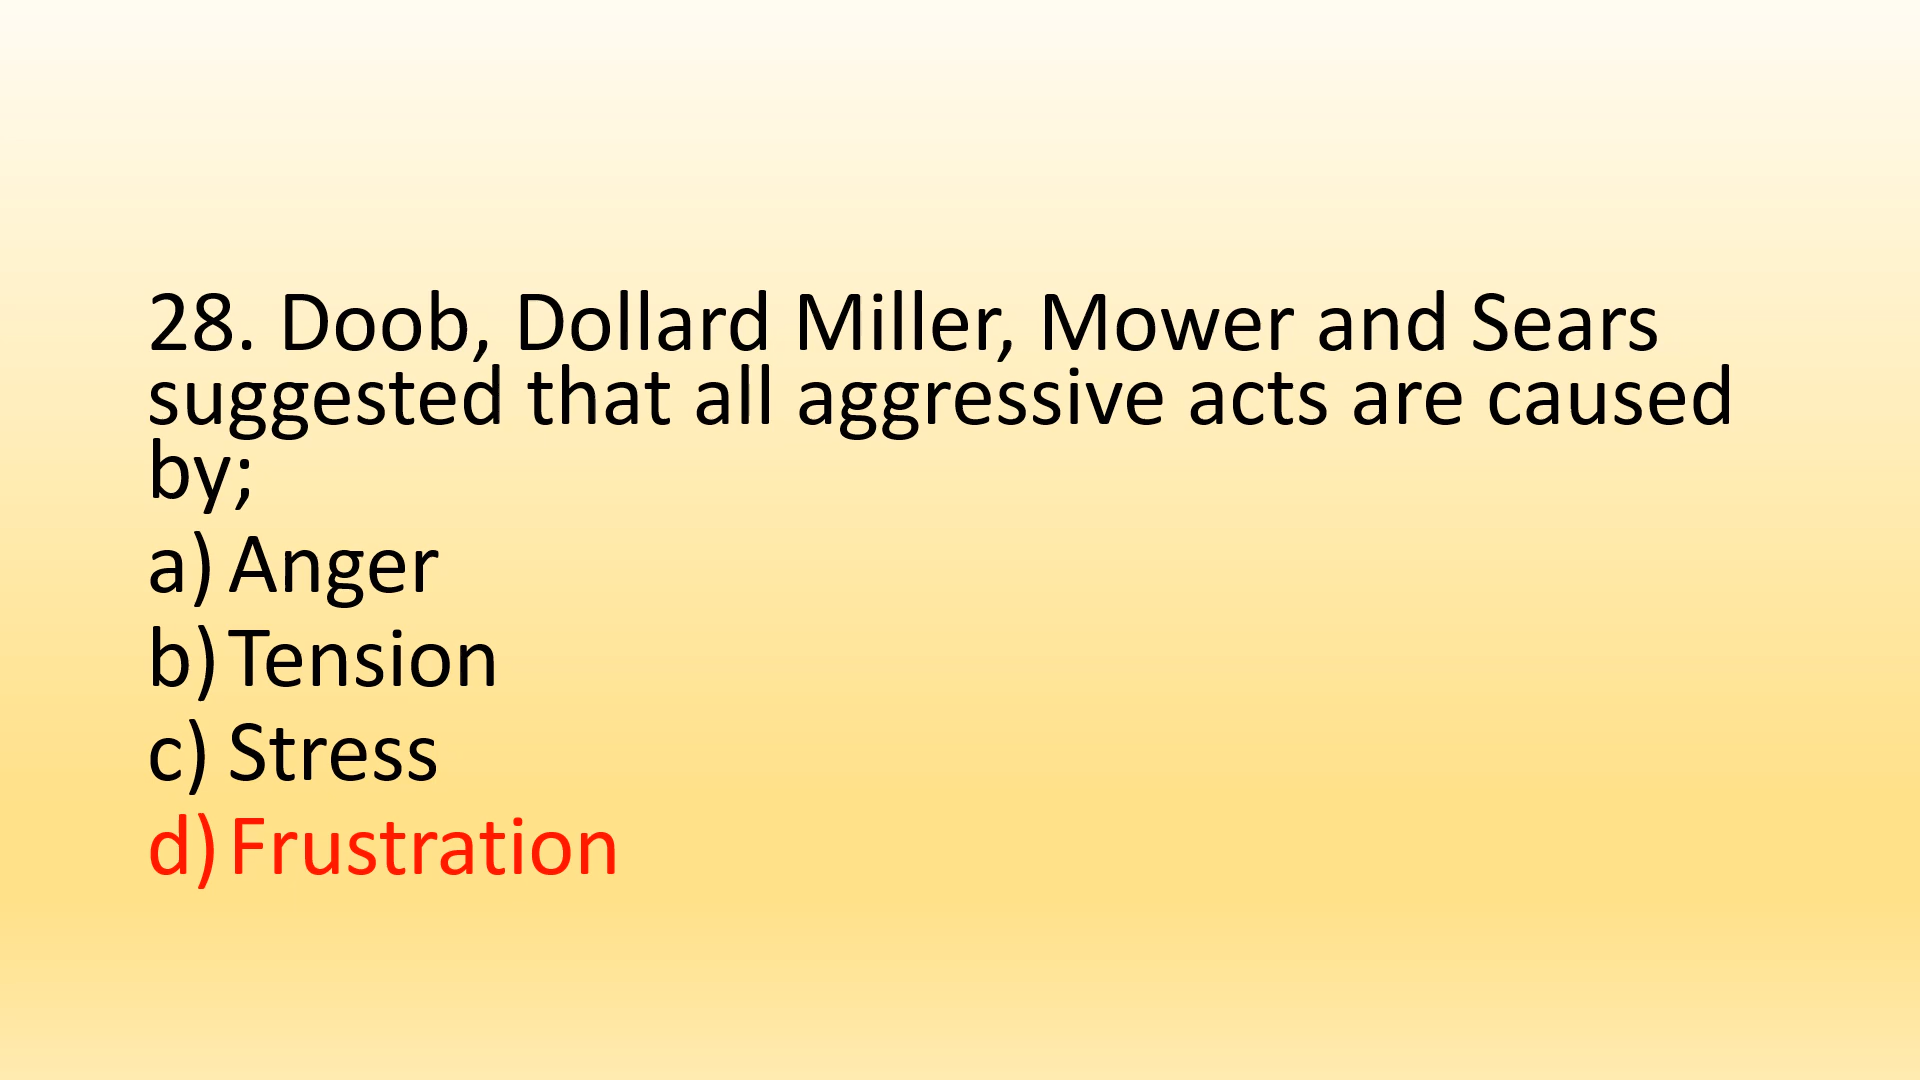 28. Doob, Dollard Miller, Mower and Sears
suggested that all aggressive acts are caused
by;
a) Anger
b) Tension
c) Stress
d) Frustration